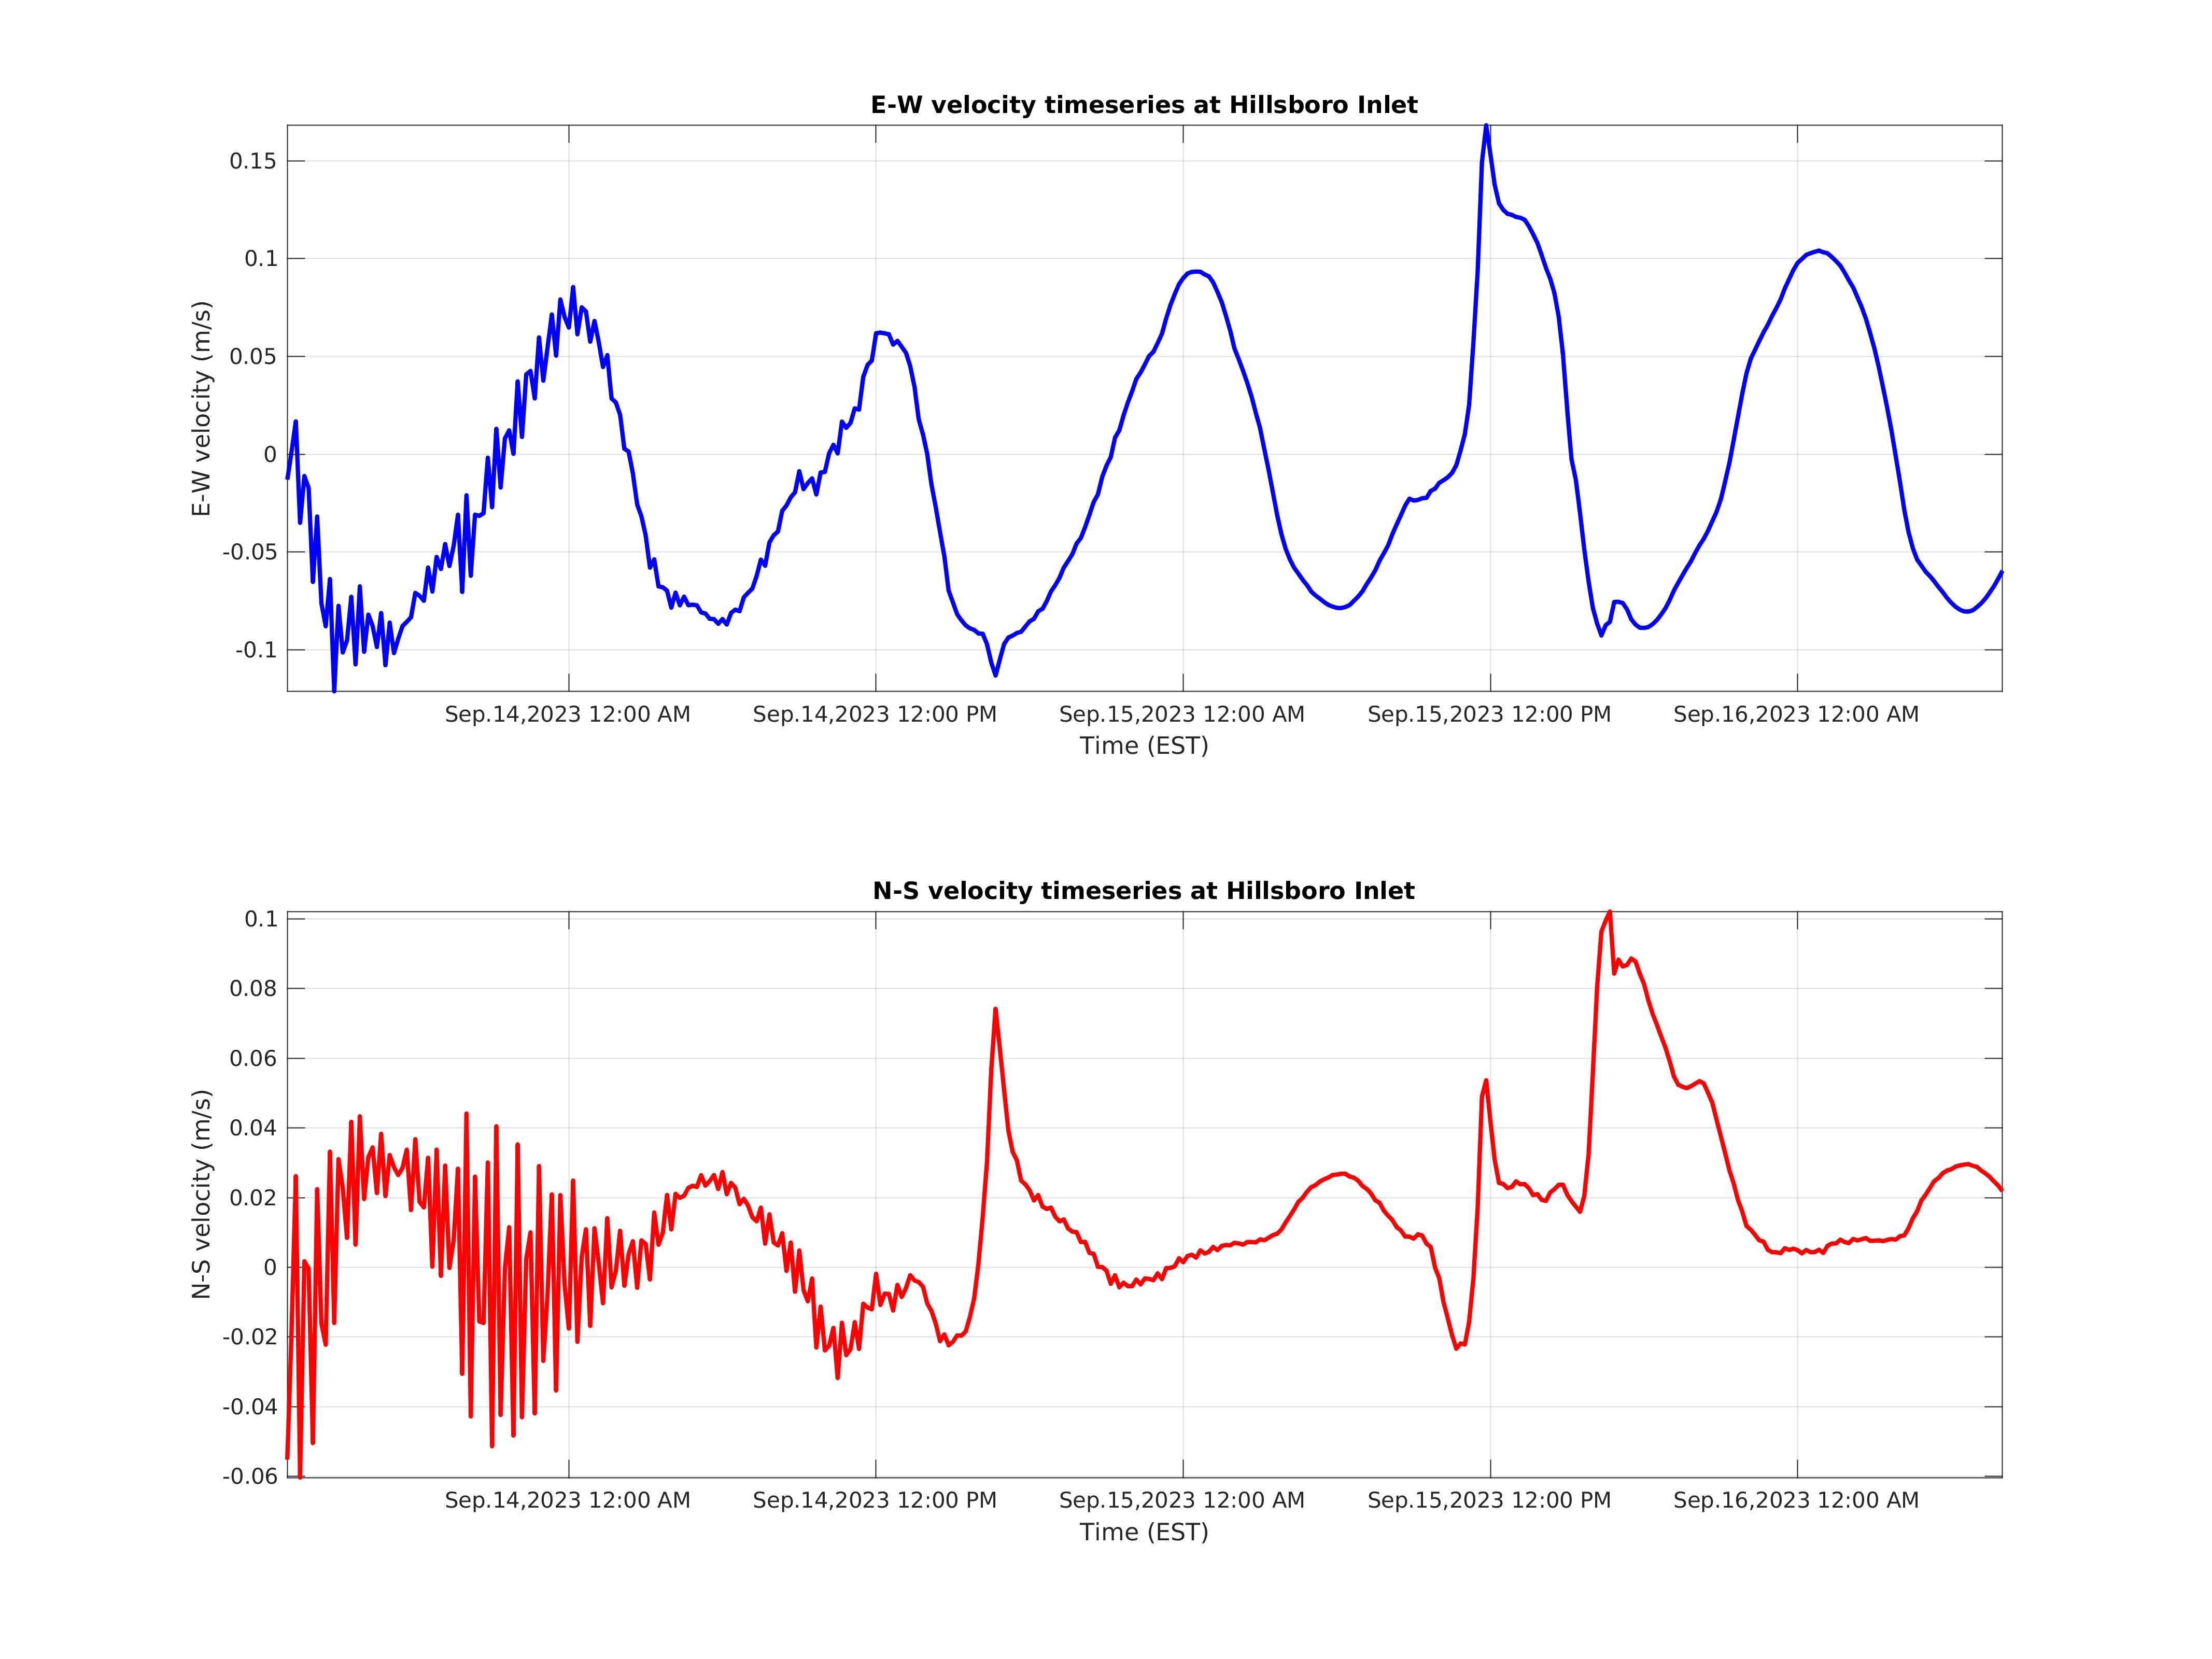 E-W velocity timeseries at Hillsboro Inlet
0.15
0.1
0.05
0
-0.05
-0.1
E-W velocity (m/s)
Sep.14,2023 12:00 AM Sep.14,2023 12:00 PM Sep.15,2023 12:00 AM Sep.15,2023 12:00 PM Sep.16,2023 12:00 AM
Time (EST)
N-S velocity timeseries at Hillsboro Inlet
0.1
0.08
0.06
0.04
0.02
0
-0.02
-0.04
-0.06
N-S velocity (m/s)
Sep.14,2023 12:00 AM Sep.14,2023 12:00 PM Sep.15,2023 12:00 AM Sep.15,2023 12:00 PM Sep.16,2023 12:00 AM
Time (EST)